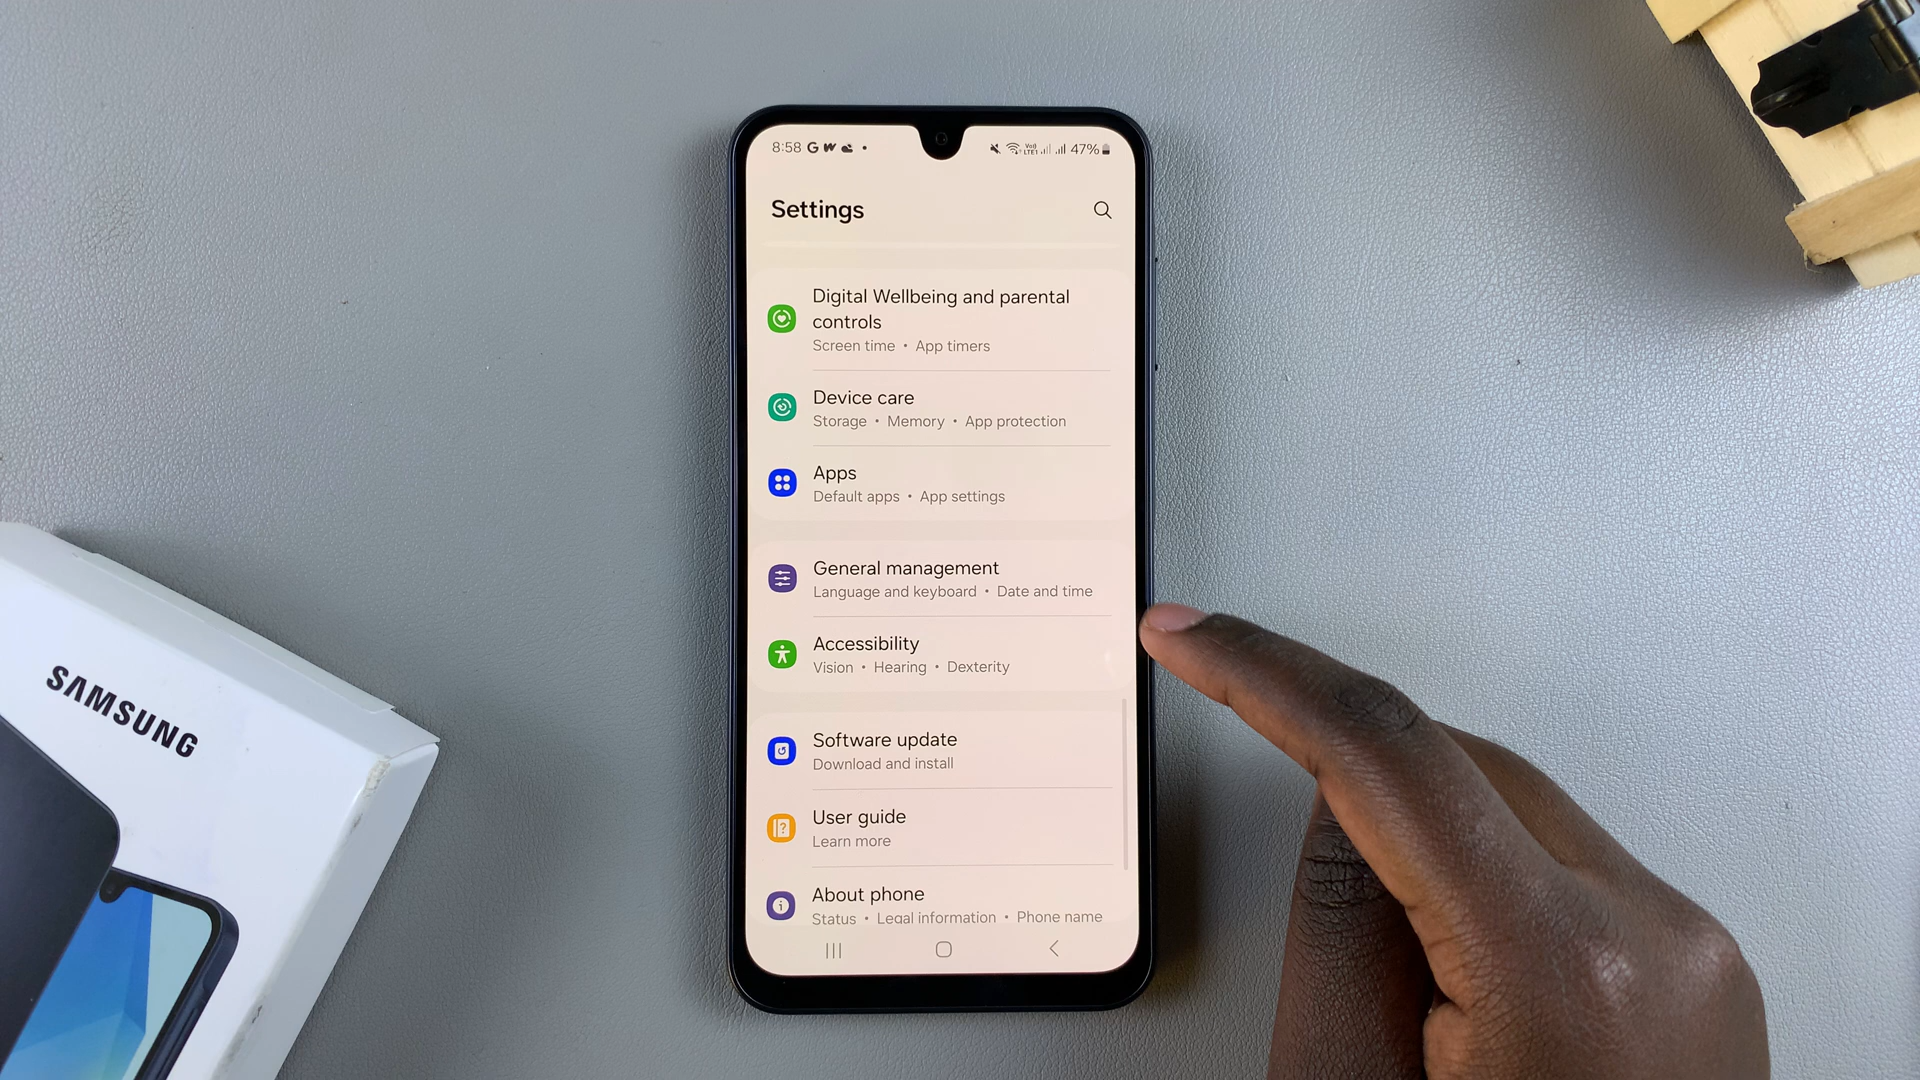 8:58
47%
Settings
Digital Wellbeing and parental
controls
Screen time • App timers
Device care
Storage • Memory • App protection
Apps
Default apps • App settings
General management
Language and keyboard • Date and time
Accessibility
Vision • Hearing • Dexterity
Software update
Download and install
User guide
Learn more
About phone
Status • Legal information • Phone name
SAMSUNG